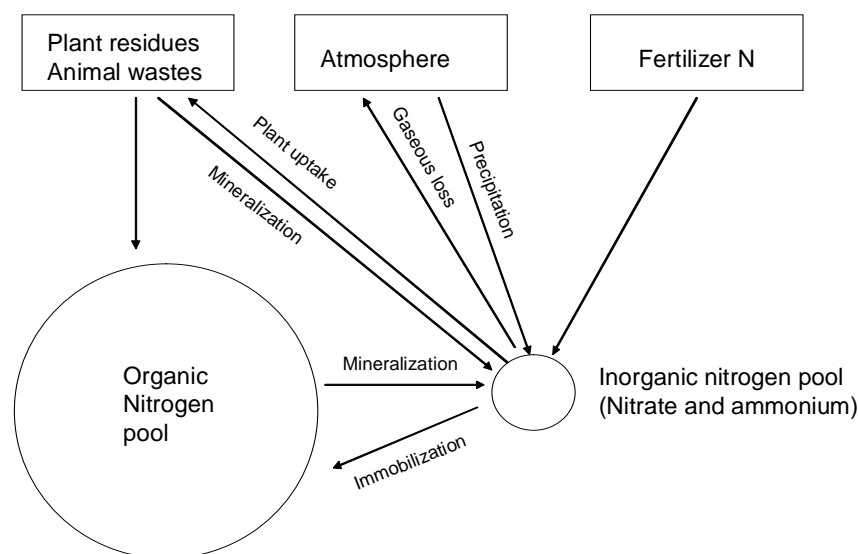 Plant residues
Animal wastes
Atmosphere
Fertilizer N
Plant uptake
Mineralization
Gaseous loss
Precipitation
Mineralization
Immobilization
Organic
Nitrogen
pool
Inorganic nitrogen pool
(Nitrate and ammonium)